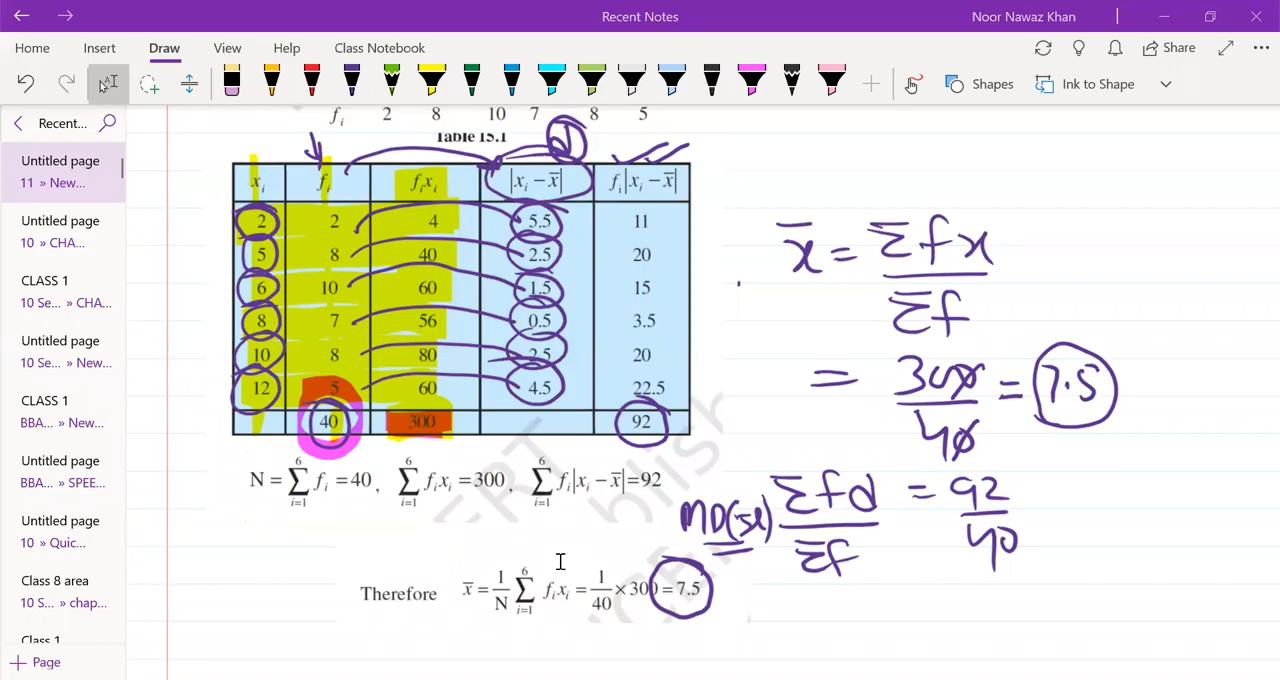 Recent Notes
Noor Nawaz Khan
Home Insert Draw View Help Class Notebook
Share
Shapes
Ink to Share
Recent...
Untitled page
11 » New...
Untitled page
10 » CHA...
CLASS 1
10 Se... » CHA...
Untitled page
10 Se... » New...
CLASS 1
BBA... » New...
Untitled page
BBA... » SPEE...
Untitled page
10 » Quic...
Class 8 area
10 S... » chap...
Class 1
+ Page
fᵢ 2 8 10 7 8 5
Table 15.1
xᵢ fᵢ fᵢxᵢ |xᵢ – x̄| fᵢ|xᵢ – x̄|
2 2 4 5.5 11
5 8 40 2.5 20
6 10 60 1.5 15
8 7 56 0.5 3.5
10 8 80 2.5 20
12 5 60 4.5 22.5
40 300 92
N = ∑ᵢ₌₁⁶ fᵢ = 40, ∑ᵢ₌₁⁶ fᵢxᵢ = 300, ∑ᵢ₌₁⁶ fᵢ|xᵢ – x̄| = 92
Therefore x̄ = 1/N ∑ᵢ₌₁⁶ fᵢxᵢ = 1/40 × 300 = 7.5
x̄ = Σfx / Σf
= 300/40 = 7.5
MD(x̄) Σfd / Σf = 92/40